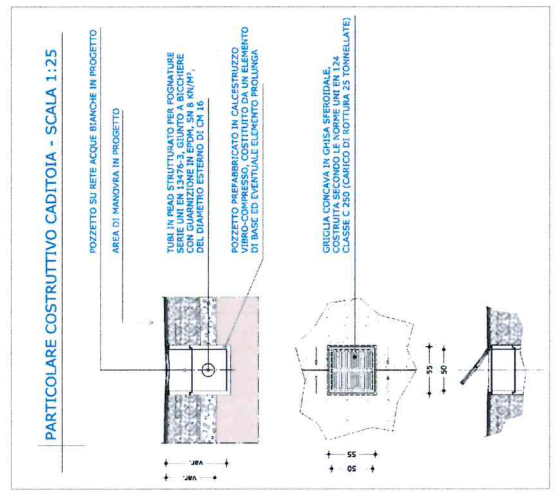 PARTICOLARE COSTRUTTIVO CADITOIA - SCALA 1:25
POZZETTO SU RETE ACQUE BIANCHE IN PROGETTO
AREA DI MANOVRA IN PROGETTO
TUBI IN PEAD STRUTTURATO PER FOGNATURE
SERIE UNI EN 13476-3, GIUNTO A BICCHIERE
CON GUARNIZIONE IN EPDM, SN 8 KN/M²,
DEL DIAMETRO ESTERNO DI CM 16
POZZETTO PREFABBRICATO IN CALCESTRUZZO
VIBRO-COMPRESSO, COSTITUITO DA UN ELEMENTO
DI BASE ED EVENTUALE ELEMENTO PROLUNGA
GRIGLIA CONCAVA IN GHISA SFEROIDALE,
COSTRUITA SECONDO LE NORME UNI EN 124
CLASSE C 250 (CARICO DI ROTTURA 25 TONNELLATE)
var.
var.
55
50
55
50